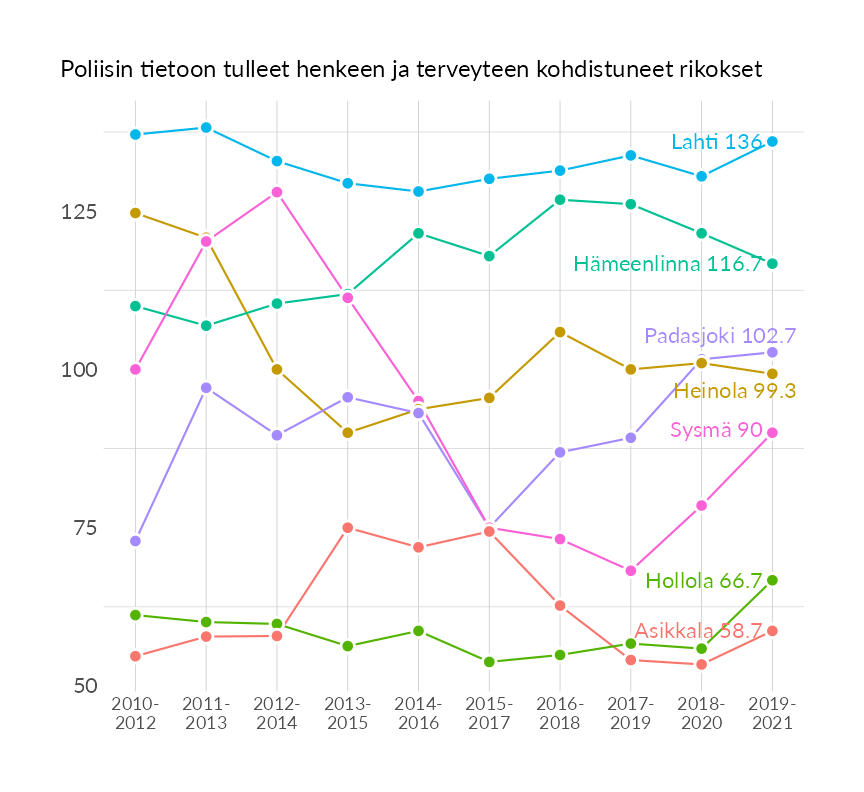 Poliisin tietoon tulleet henkeen ja terveyteen kohdistuneet rikokset
Lahti 136
125
Hämeenlinna 116.7
Padasjoki 102.7
100
Heinola 99.3
Sysmä 90
75
Hollola 66.7
Asikkala 58.7
50
2010- 2011- 2012- 2013- 2014- 2015- 2016- 2017- 2018- 2019-
2012 2013 2014 2015 2016 2017 2018 2019 2020 2021